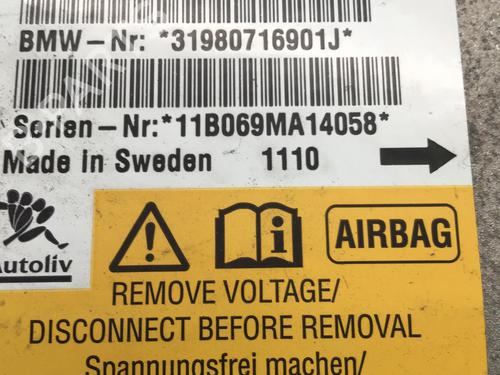 BMW-Nr: *31980716901J*
Serien-Nr:*11B069MA14058*
Made in Sweden 1110
Autoliv
AIRBAG
REMOVE VOLTAGE/
DISCONNECT BEFORE REMOVAL
Spannungsfrei machen/